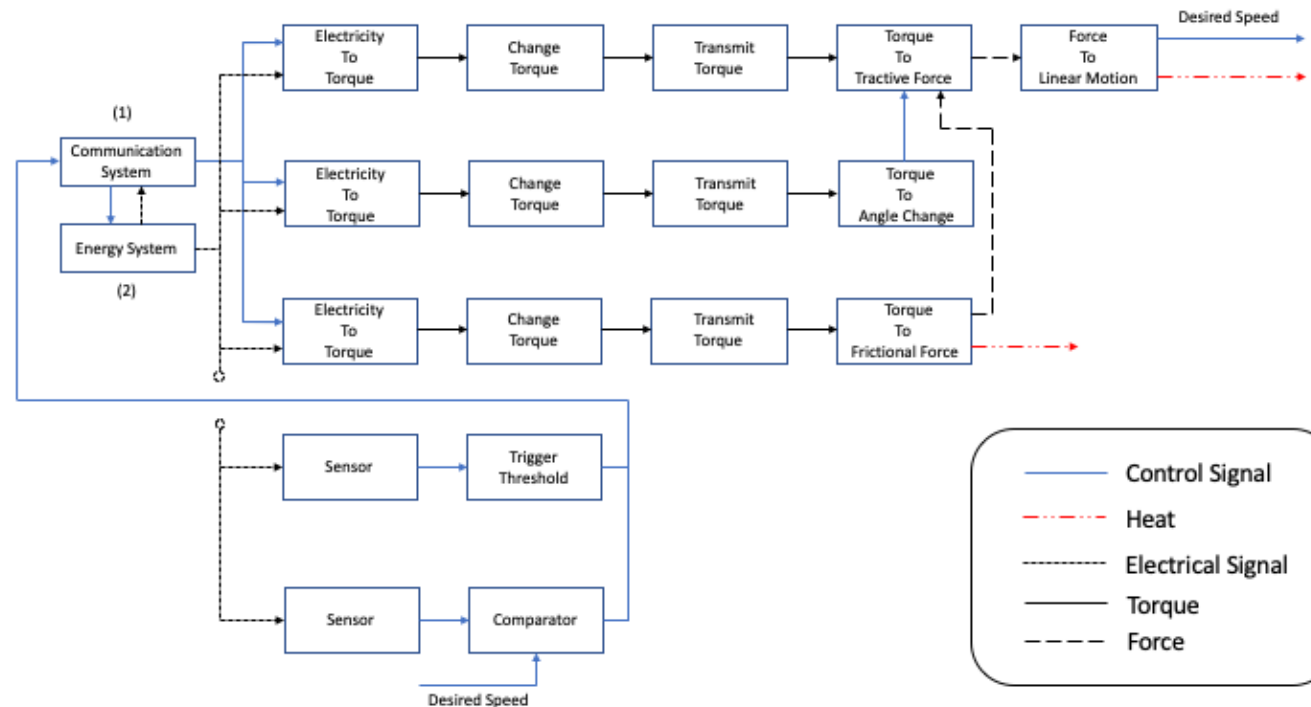 Desired Speed
Electricity
To
Torque
Change
Torque
Transmit
Torque
Torque
To
Tractive Force
Force
To
Linear Motion
(1)
Communication
System
Electricity
To
Torque
Change
Torque
Transmit
Torque
Torque
To
Angle Change
Energy System
(2)
Electricity
To
Torque
Change
Torque
Transmit
Torque
Torque
To
Frictional Force
Sensor
Trigger
Threshold
Sensor
Comparator
Desired Speed
Control Signal
Heat
Electrical Signal
Torque
Force